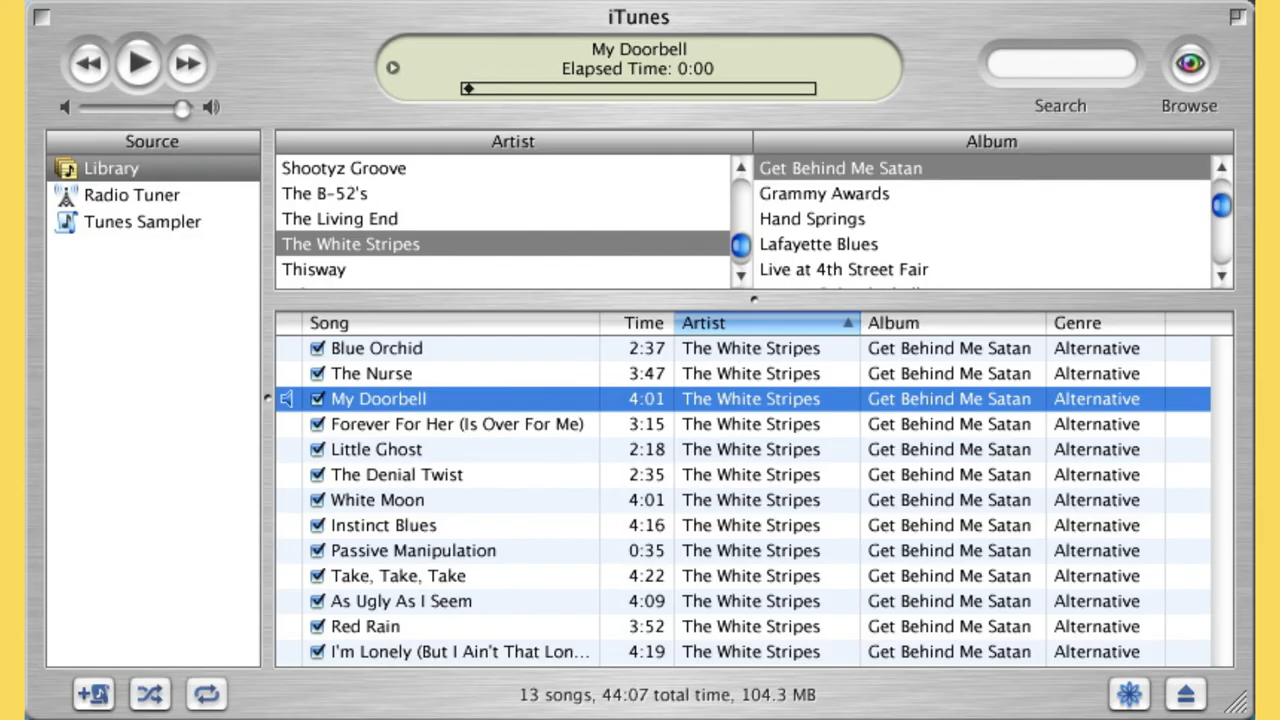 iTunes
My Doorbell
Elapsed Time: 0:00
Search
Browse
Source
Library
Radio Tuner
Tunes Sampler
Artist
Shootyz Groove
The B-52's
The Living End
The White Stripes
Thisway
Album
Get Behind Me Satan
Grammy Awards
Hand Springs
Lafayette Blues
Live at 4th Street Fair
Song Time Artist Album Genre
Blue Orchid 2:37 The White Stripes Get Behind Me Satan Alternative
The Nurse 3:47 The White Stripes Get Behind Me Satan Alternative
My Doorbell 4:01 The White Stripes Get Behind Me Satan Alternative
Forever For Her (Is Over For Me) 3:15 The White Stripes Get Behind Me Satan Alternative
Little Ghost 2:18 The White Stripes Get Behind Me Satan Alternative
The Denial Twist 2:35 The White Stripes Get Behind Me Satan Alternative
White Moon 4:01 The White Stripes Get Behind Me Satan Alternative
Instinct Blues 4:16 The White Stripes Get Behind Me Satan Alternative
Passive Manipulation 0:35 The White Stripes Get Behind Me Satan Alternative
Take, Take, Take 4:22 The White Stripes Get Behind Me Satan Alternative
As Ugly As I Seem 4:09 The White Stripes Get Behind Me Satan Alternative
Red Rain 3:52 The White Stripes Get Behind Me Satan Alternative
I'm Lonely (But I Ain't That Lon... 4:19 The White Stripes Get Behind Me Satan Alternative
13 songs, 44:07 total time, 104.3 MB